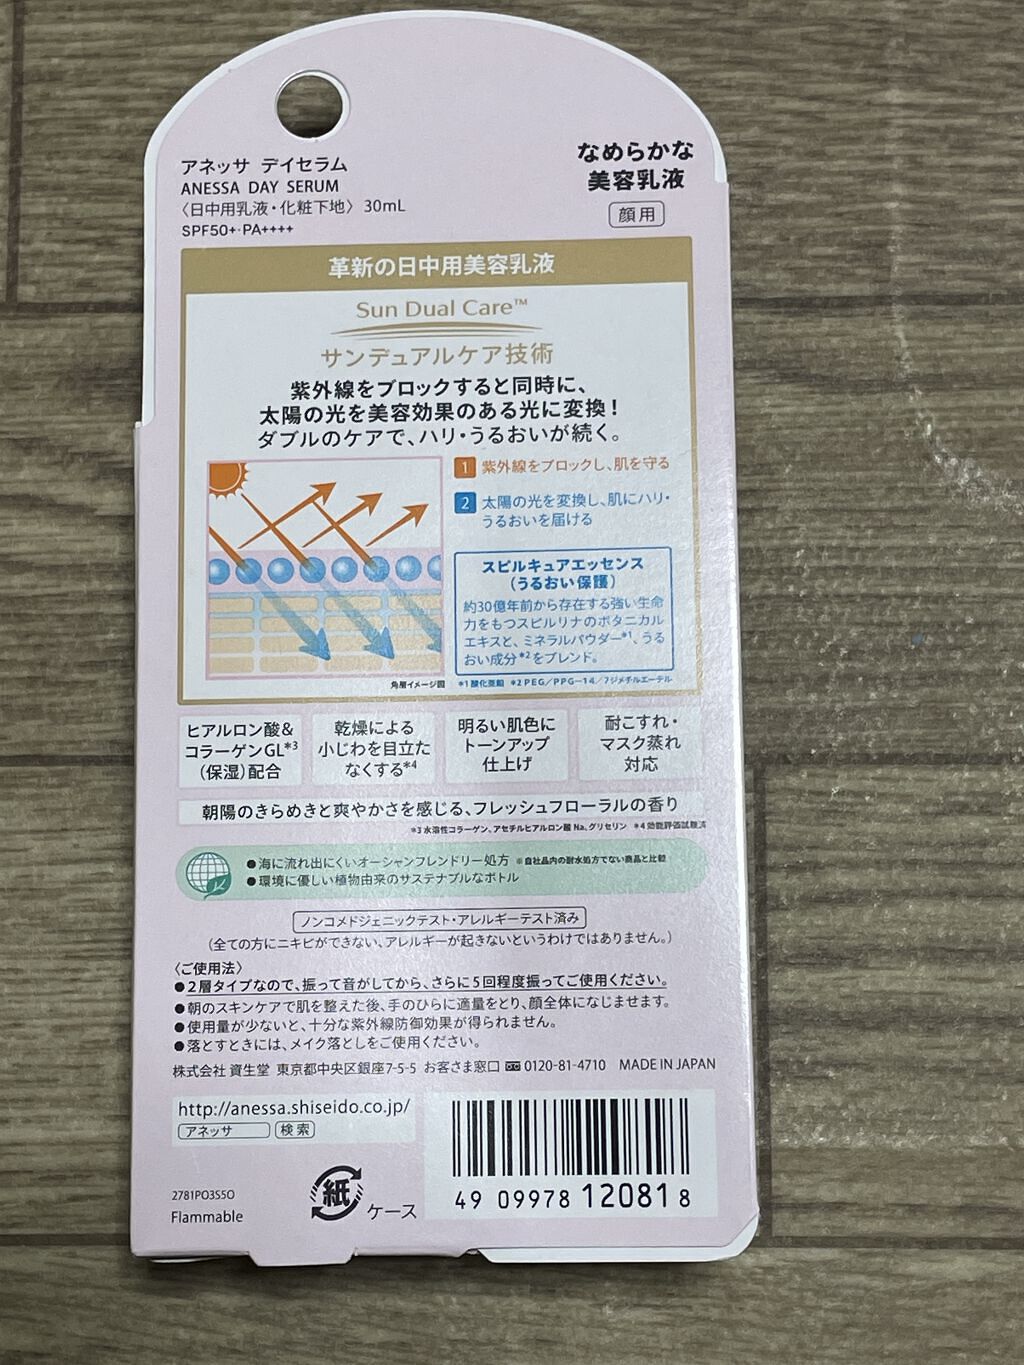 アネッサ デイセラム
ANESSA DAY SERUM
〈日中用乳液・化粧下地〉 30mL
SPF50+・PA++++
なめらかな
美容乳液
顔用
革新の日中用美容乳液
Sun Dual Care™
サンデュアルケア技術
紫外線をブロックすると同時に、
太陽の光を美容効果のある光に変換！
ダブルのケアで、ハリ・うるおいが続く。
1 紫外線をブロックし、肌を守る
2 太陽の光を変換し、肌にハリ・
うるおいを届ける
スピルキュアエッセンス
（うるおい保護）
約30億年前から存在する強い生命
力をもつスピルリナのボタニカル
エキスと、ミネラルパウダー*1、うる
おい成分*2をブレンド。
角層イメージ図
*1 酸化亜鉛 *2 PEG/PPG-14/7ジメチルエーテル
ヒアルロン酸&
コラーゲンGL*3
（保湿）配合
乾燥による
小じわを目立た
なくする*4
明るい肌色に
トーンアップ
仕上げ
耐こすれ・
マスク蒸れ
対応
朝陽のきらめきと爽やかさを感じる、フレッシュフローラルの香り
*3 水溶性コラーゲン、アセチルヒアルロン酸 Na、グリセリン *4 効能評価試験済
●海に流れ出にくいオーシャンフレンドリー処方 ※自社品内の耐水処方でない商品と比較
●環境に優しい植物由来のサステナブルなボトル
ノンコメドジェニックテスト・アレルギーテスト済み
（全ての方にニキビができない、アレルギーが起きないというわけではありません。）
〈ご使用法〉
●2層タイプなので、振って音がしてから、さらに5回程度振ってご使用ください。
●朝のスキンケアで肌を整えた後、手のひらに適量をとり、顔全体になじませます。
●使用量が少ないと、十分な紫外線防御効果が得られません。
●落とすときには、メイク落としをご使用ください。
株式会社 資生堂 東京都中央区銀座7-5-5 お客さま窓口 0120-81-4710 MADE IN JAPAN
http://anessa.shiseido.co.jp/
アネッサ 検索
2781PO3S5O
Flammable
紙 ケース
49 09978 120818